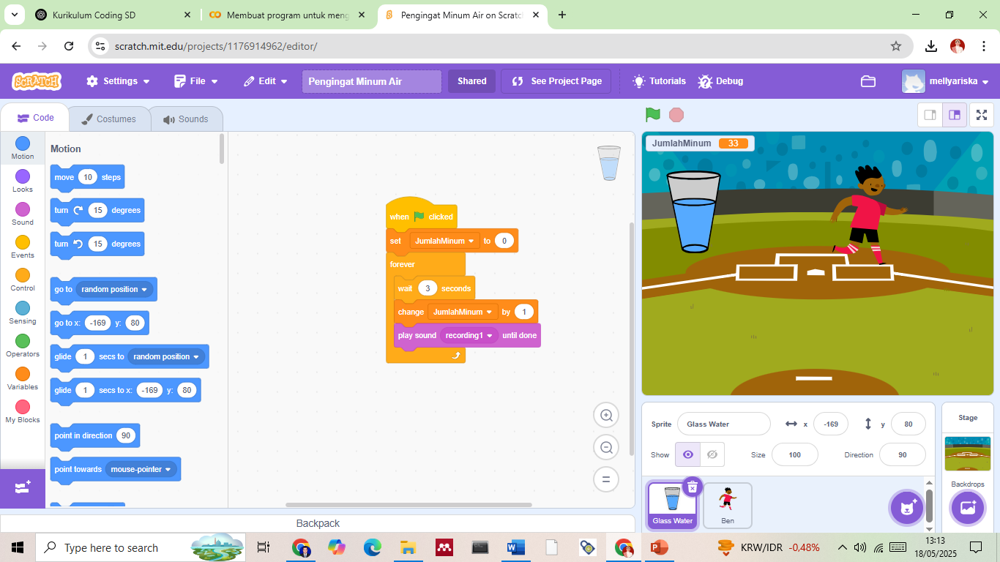 Kurikulum Coding SD
Membuat program untuk meng
Pengingat Minum Air on Scratc
scratch.mit.edu/projects/1176914962/editor/
SCRATCH
Settings
File
Edit
Pengingat Minum Air
Shared
See Project Page
Tutorials
Debug
mellyariska
Code
Costumes
Sounds
Motion
Looks
Sound
Events
Control
Sensing
Operators
Variables
My Blocks
Motion
move 10 steps
turn 15 degrees
turn 15 degrees
go to random position
go to x: -169 y: 80
glide 1 secs to random position
glide 1 secs to x: -169 y: 80
point in direction 90
point towards mouse-pointer
when clicked
set JumlahMinum to 0
forever
wait 3 seconds
change JumlahMinum by 1
play sound recording1 until done
JumlahMinum 33
Sprite Glass Water x -169 y 80
Show Size 100 Direction 90
Glass Water
Ben
Stage
Backdrops
Backpack
Type here to search
KRW/IDR -0,48%
13:13
18/05/2025